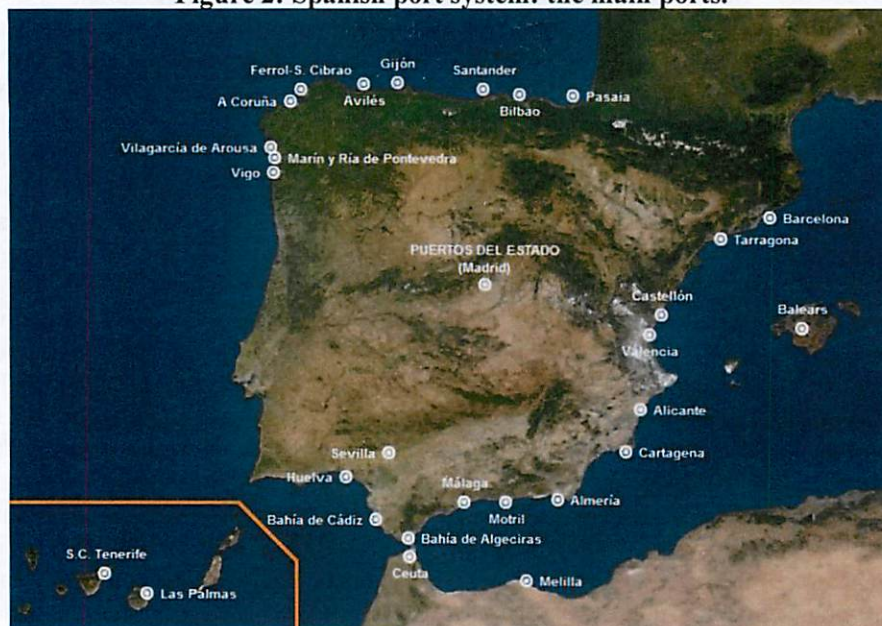 Figure 2: Spanish port system: the main ports.
Gijón
Ferrol-S. Cibrao
Santander
A Coruña
Avilés
Bilbao
Pasaia
Vilagarcía de Arousa
Marín y Ría de Pontevedra
Vigo
Barcelona
Tarragona
PUERTOS DEL ESTADO
(Madrid)
Castellón
Balears
Valencia
Alicante
Sevilla
Cartagena
Huelva
Málaga
Almería
Motril
Bahía de Cádiz
Bahía de Algeciras
Ceuta
S.C. Tenerife
Melilla
Las Palmas